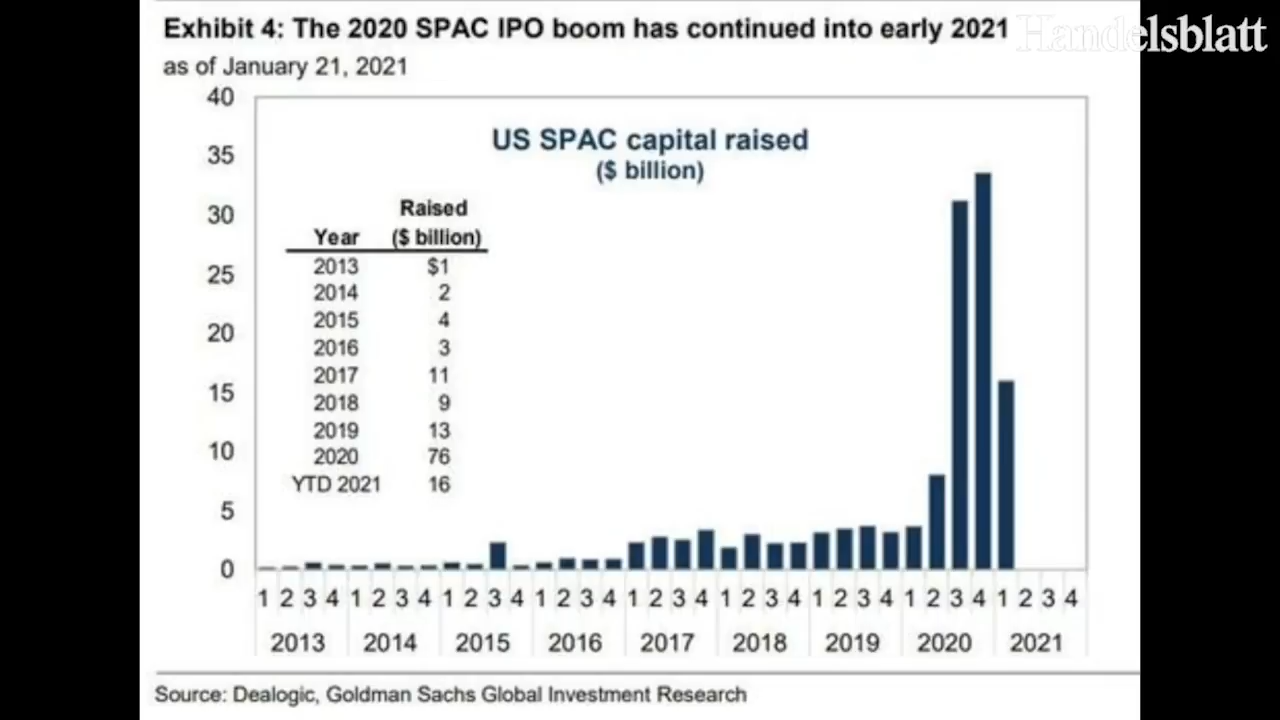 Exhibit 4: The 2020 SPAC IPO boom has continued into early 2021
Handelsblatt
as of January 21, 2021
US SPAC capital raised
($ billion)
40
35
30
25
20
15
10
5
0
Raised
Year ($ billion)
2013 $1
2014 2
2015 4
2016 3
2017 11
2018 9
2019 13
2020 76
YTD 2021 16
1 2 3 4 1 2 3 4 1 2 3 4 1 2 3 4 1 2 3 4 1 2 3 4 1 2 3 4 1 2 3 4 1 2 3 4
2013 2014 2015 2016 2017 2018 2019 2020 2021
Source: Dealogic, Goldman Sachs Global Investment Research